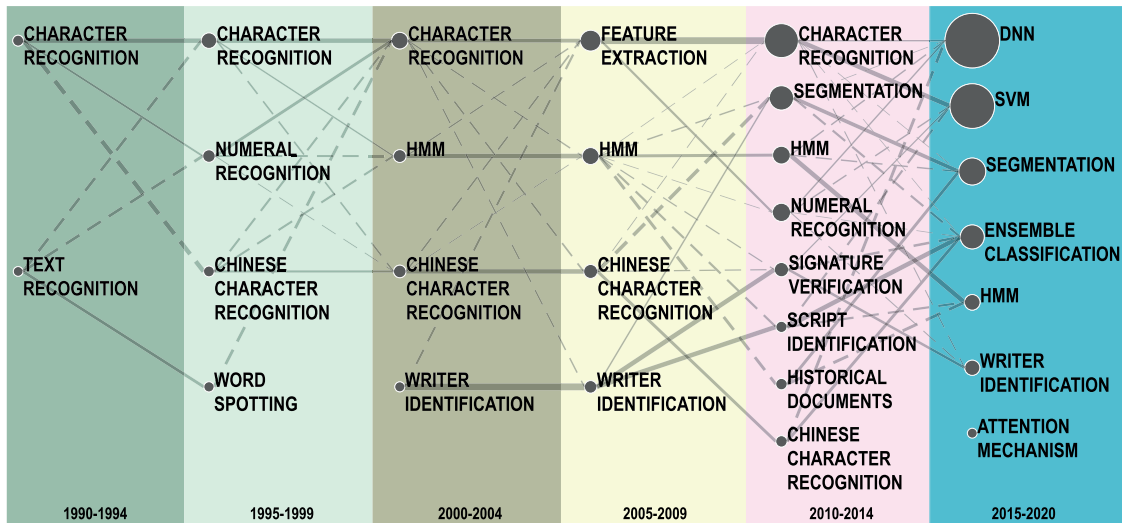 CHARACTER
RECOGNITION
TEXT
RECOGNITION
1990-1994
CHARACTER
RECOGNITION
NUMERAL
RECOGNITION
CHINESE
CHARACTER
RECOGNITION
WORD
SPOTTING
1995-1999
CHARACTER
RECOGNITION
HMM
CHINESE
CHARACTER
RECOGNITION
WRITER
IDENTIFICATION
2000-2004
FEATURE
EXTRACTION
HMM
CHINESE
CHARACTER
RECOGNITION
WRITER
IDENTIFICATION
2005-2009
CHARACTER
RECOGNITION
SEGMENTATION
HMM
NUMERAL
RECOGNITION
SIGNATURE
VERIFICATION
SCRIPT
IDENTIFICATION
HISTORICAL
DOCUMENTS
CHINESE
CHARACTER
RECOGNITION
2010-2014
DNN
SVM
SEGMENTATION
ENSEMBLE
CLASSIFICATION
HMM
WRITER
IDENTIFICATION
ATTENTION
MECHANISM
2015-2020